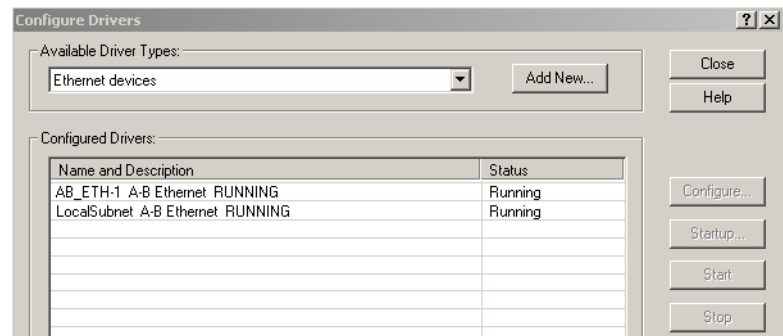 Configure Drivers
? X
Available Driver Types:
Ethernet devices
Add New...
Close
Help
Configured Drivers:
Name and Description Status
AB_ETH-1 A-B Ethernet RUNNING Running
LocalSubnet A-B Ethernet RUNNING Running
Configure...
Startup...
Start
Stop